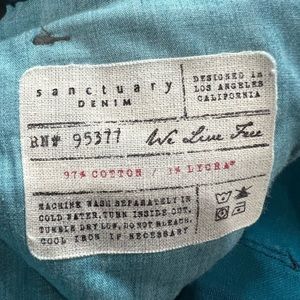 sanctuary
DENIM
DESIGNED in
LOS ANGELES
CALIFORNIA
RN# 95377
We Live Free
97% COTTON / 3% LYCRA®
MACHINE WASH SEPARATELY IN
COLD WATER, TURN INSIDE OUT.
TUMBLE DRY LOW, DO NOT BLEACH.
COOL IRON IF NECESSARY